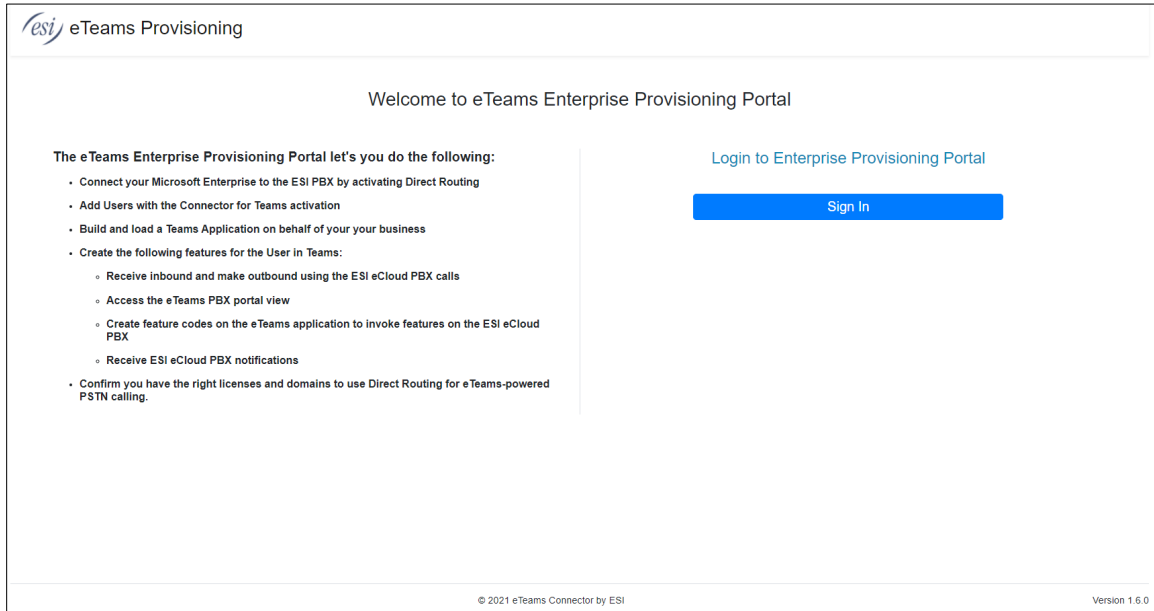 esi eTeams Provisioning
Welcome to eTeams Enterprise Provisioning Portal
The eTeams Enterprise Provisioning Portal let's you do the following:
• Connect your Microsoft Enterprise to the ESI PBX by activating Direct Routing
• Add Users with the Connector for Teams activation
• Build and load a Teams Application on behalf of your your business
• Create the following features for the User in Teams:
◦ Receive inbound and make outbound using the ESI eCloud PBX calls
◦ Access the eTeams PBX portal view
◦ Create feature codes on the eTeams application to invoke features on the ESI eCloud
PBX
◦ Receive ESI eCloud PBX notifications
• Confirm you have the right licenses and domains to use Direct Routing for eTeams-powered
PSTN calling.
Login to Enterprise Provisioning Portal
Sign In
© 2021 eTeams Connector by ESI
Version 1.6.0